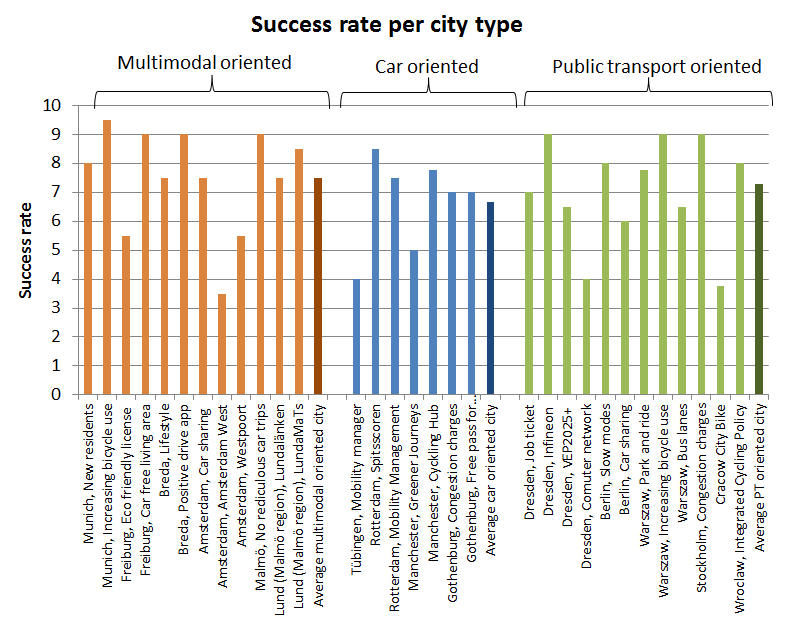 Success rate per city type
Multimodal oriented
Car oriented
Public transport oriented
Success rate
10
9
8
7
6
5
4
3
2
1
0
Munich, New residents
Munich, Increasing bicycle use
Freiburg, Eco friendly license
Freiburg, Car free living area
Breda, Lifestyle
Breda, Positive drive app
Amsterdam, Car sharing
Amsterdam, Amsterdam West
Amsterdam, Westpoort
Malmö, No rediculous car trips
Lund (Malmö region), Lundalänken
Lund (Malmö region), LundaMaTs
Average multimodal oriented city
Tübingen, Mobility manager
Rotterdam, Spitsscoren
Rotterdam, Mobility Management
Manchester, Greener Journeys
Manchester, Cyckling Hub
Gothenburg, Congestion charges
Gothenburg, Free pass for...
Average car oriented city
Dresden, Job ticket
Dresden, Infineon
Dresden, VEP2025+
Dresden, Comuter network
Berlin, Slow modes
Berlin, Car sharing
Warszaw, Park and ride
Warszaw, Increasing bicycle use
Warszaw, Bus lanes
Stockholm, Congestion charges
Cracow City Bike
Wroclaw, Integrated Cycling Policy
Average PT oriented city